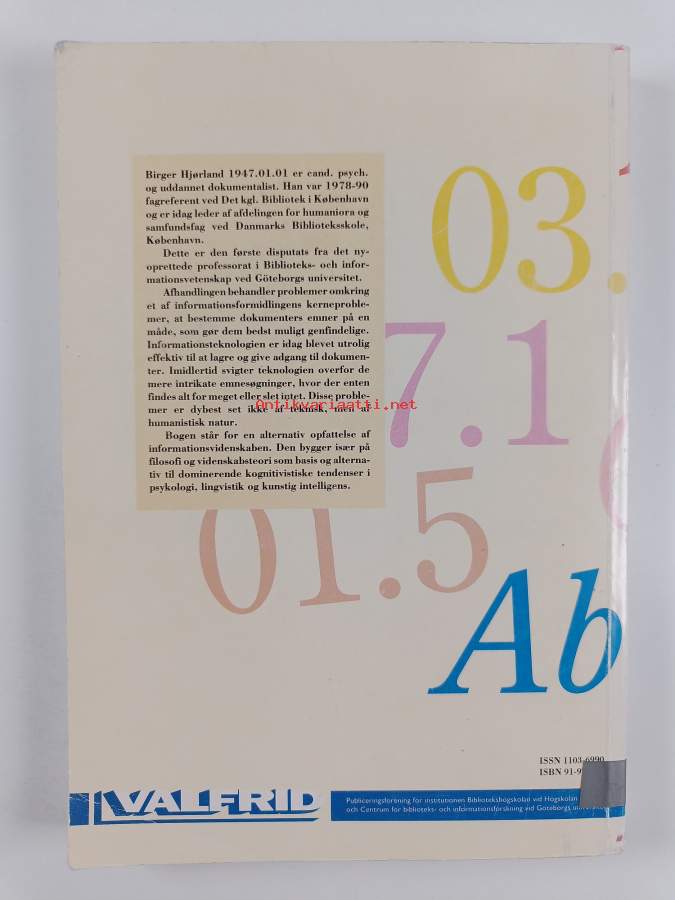 Birger Hjørland 1947.01.01 er cand. psych.
og uddannet dokumentalist. Han var 1978-90
fagreferent ved Det kgl. Bibliotek i København
og er idag leder af afdelingen for humaniora og
samfundsfag ved Danmarks Biblioteksskole,
København.
Dette er den første disputats fra det ny-
oprettede professorat i Biblioteks- och infor-
mationsvetenskap ved Göteborgs universitet.
Afhandlingen behandler problemer omkring
et af informationsformidlingens kerneproble-
mer, at bestemme dokumenters emner på en
måde, som gør dem bedst muligt genfindelige.
Informationsteknologien er idag blevet utrolig
effektiv til at lagre og give adgang til dokumen-
ter. Imidlertid svigter teknologien overfor de
mere intrikate emnesøgninger, hvor der enten
findes alt for meget eller slet intet. Disse proble-
mer er dybest set ikke af teknisk, men af
humanistisk natur.
Bogen står for en alternativ opfattelse af
informationsvidenskaben. Den bygger især på
filosofi og videnskabsteori som basis og alterna-
tiv til dominerende kognitivistiske tendenser i
psykologi, lingvistik og kunstig intelligens.
03.
7.1
01.5
Ab
Antikvariaatti.net
ISSN 1103-6990
ISBN 91-9
VALFRID
Publiceringsförening för institutionen Bibliotekshögskolan vid Högskolan
och Centrum för biblioteks- och informationsforskning vid Göteborgs